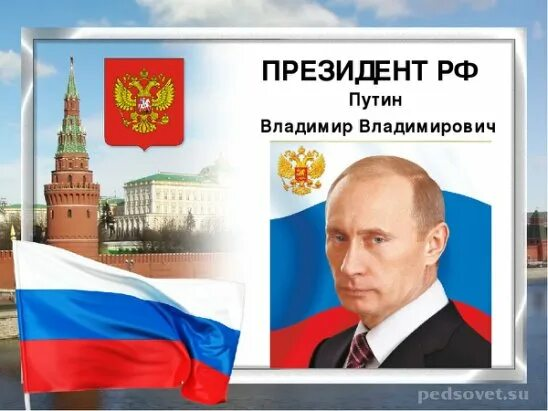 ПРЕЗИДЕНТ РФ
Путин
Владимир Владимирович
pedsovet.su